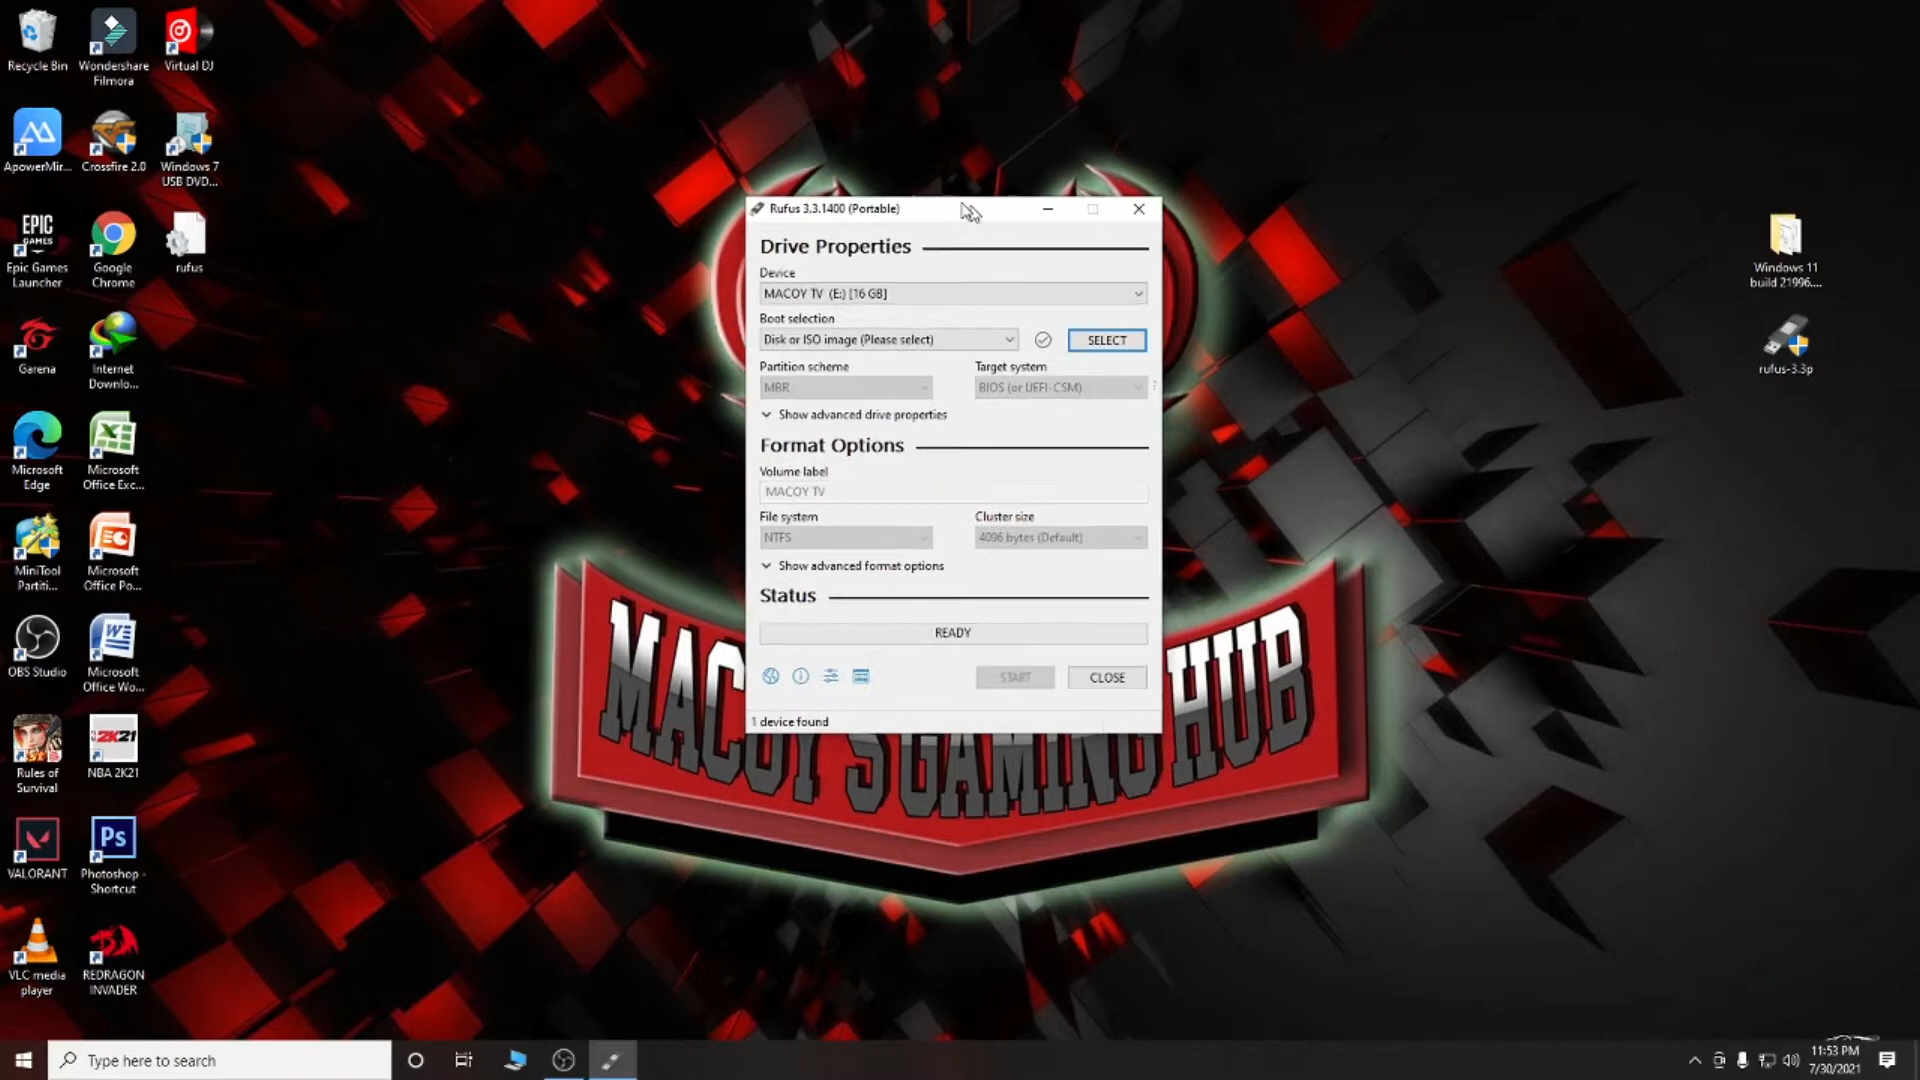 Recycle Bin
Wondershare
Filmora
Virtual DJ
ApowerMir...
Crossfire 2.0
Windows 7
USB DVD...
EPIC
GAMES
Epic Games
Launcher
Google
Chrome
rufus
Garena
Internet
Downlo...
Microsoft
Edge
Microsoft
Office Exc...
MiniTool
Partiti...
Microsoft
Office Po...
OBS Studio
Microsoft
Office Wo...
Rules of
Survival
2K21
NBA 2K21
VALORANT
Ps
Photoshop -
Shortcut
VLC media
player
REDRAGON
INVADER
Rufus 3.3.1400 (Portable)
Drive Properties
Device
MACOY TV (E:) [16 GB]
Boot selection
Disk or ISO image (Please select)
SELECT
Partition scheme
Target system
MBR
BIOS (or UEFI-CSM)
?
Show advanced drive properties
Format Options
Volume label
MACOY TV
File system
Cluster size
NTFS
4096 bytes (Default)
Show advanced format options
Status
READY
START
CLOSE
1 device found
MACOY'S GAMING HUB
Windows 11
build 21996....
rufus-3.3p
Type here to search
11:53 PM
7/30/2021